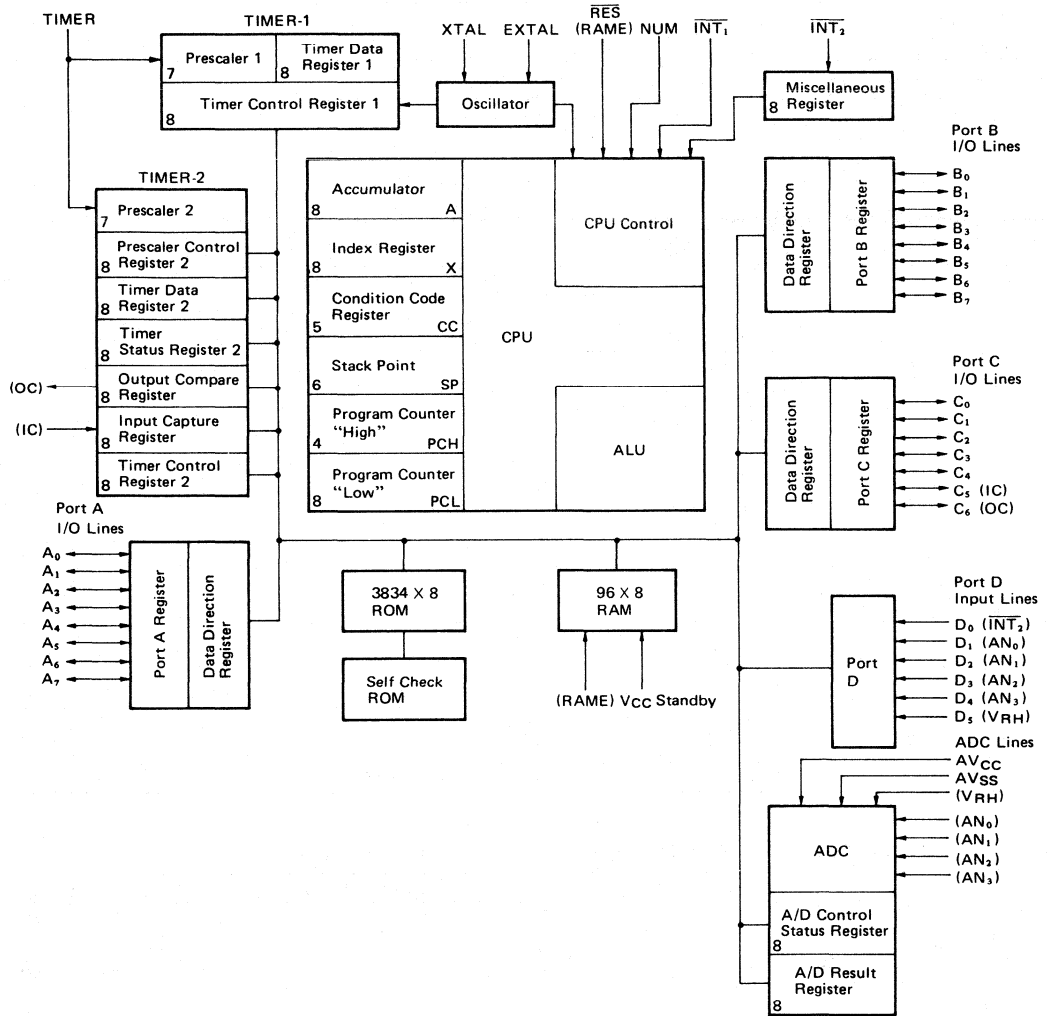 TIMER
TIMER-1
Prescaler 1
7
Timer Data
Register 1
8
Timer Control Register 1
8
XTAL
EXTAL
RES
(RAME)
NUM
INT₁
INT₂
Oscillator
Miscellaneous
Register
8
TIMER-2
Prescaler 2
7
Prescaler Control
Register 2
8
Timer Data
Register 2
8
Timer
Status Register 2
8
(OC)
Output Compare
Register
8
(IC)
Input Capture
Register
8
Timer Control
Register 2
8
Accumulator
8 A
Index Register
8 X
Condition Code
Register
5 CC
Stack Point
6 SP
Program Counter
"High"
4 PCH
Program Counter
"Low"
8 PCL
CPU
CPU Control
ALU
Port B
I/O Lines
Data Direction
Register
Port B Register
B₀
B₁
B₂
B₃
B₄
B₅
B₆
B₇
Port C
I/O Lines
Data Direction
Register
Port C Register
C₀
C₁
C₂
C₃
C₄
C₅ (IC)
C₆ (OC)
Port A
I/O Lines
A₀
A₁
A₂
A₃
A₄
A₅
A₆
A₇
Port A Register
Data Direction
Register
3834 X 8
ROM
Self Check
ROM
96 X 8
RAM
(RAME) VCC Standby
Port D
Input Lines
Port
D
D₀ (INT₂)
D₁ (AN₀)
D₂ (AN₁)
D₃ (AN₂)
D₄ (AN₃)
D₅ (VRH)
ADC Lines
AVCC
AVSS
(VRH)
(AN₀)
(AN₁)
(AN₂)
(AN₃)
ADC
A/D Control
Status Register
8
A/D Result
Register
8